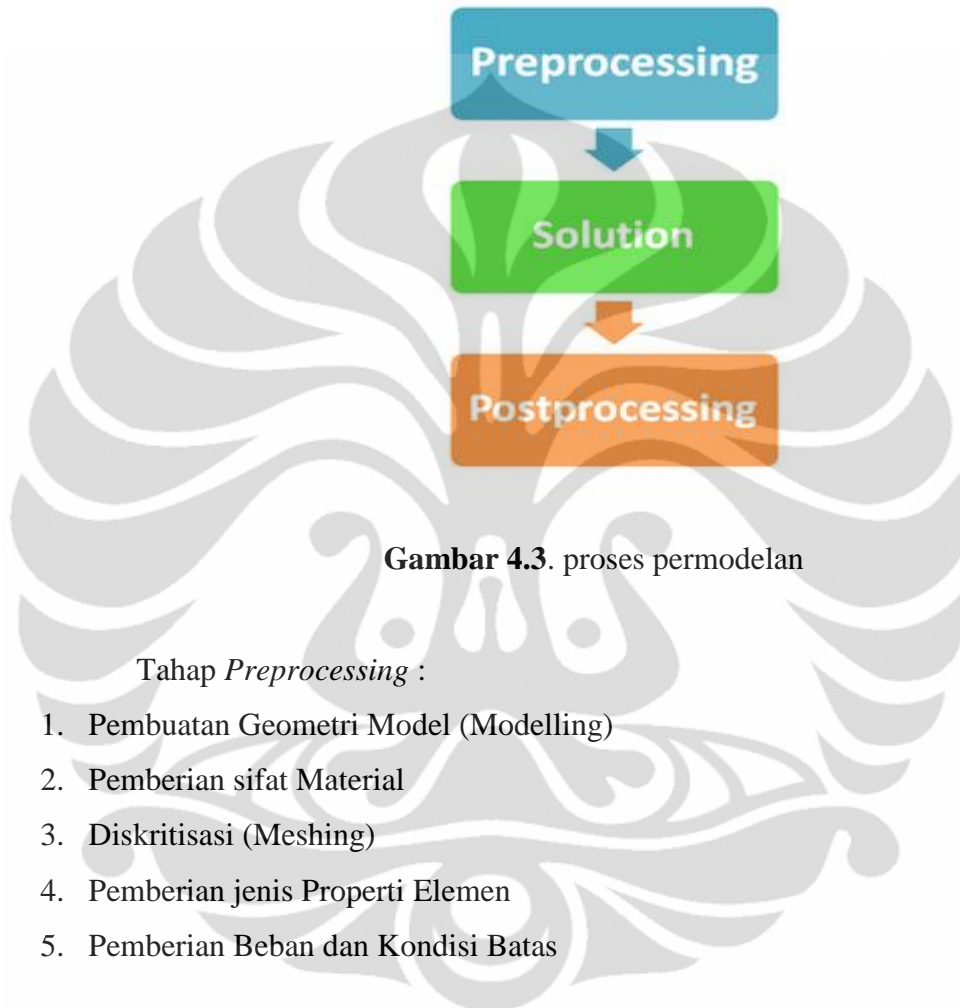 Preprocessing
Solution
Postprocessing
Gambar 4.3. proses permodelan
Tahap Preprocessing :
1. Pembuatan Geometri Model (Modelling)
2. Pemberian sifat Material
3. Diskritisasi (Meshing)
4. Pemberian jenis Properti Elemen
5. Pemberian Beban dan Kondisi Batas